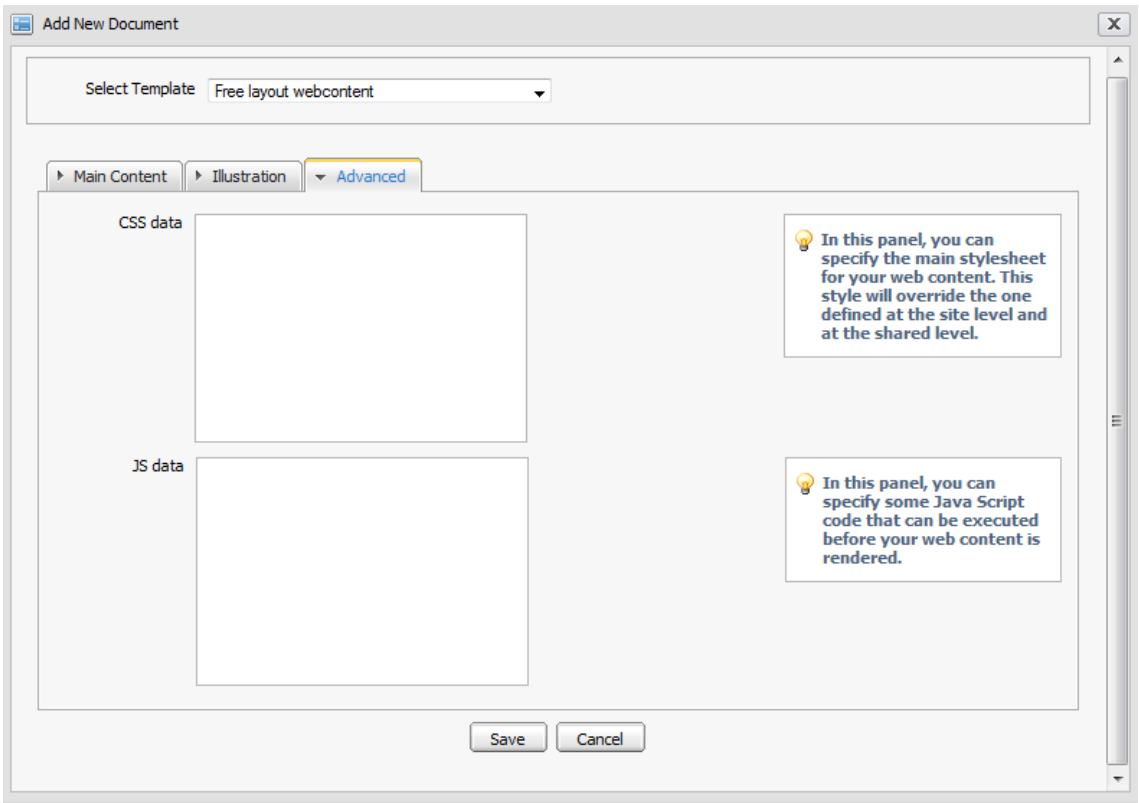 Add New Document
X
Select Template
Free layout webcontent
Main Content
Illustration
Advanced
CSS data
In this panel, you can
specify the main stylesheet
for your web content. This
style will override the one
defined at the site level and
at the shared level.
JS data
In this panel, you can
specify some Java Script
code that can be executed
before your web content is
rendered.
Save
Cancel